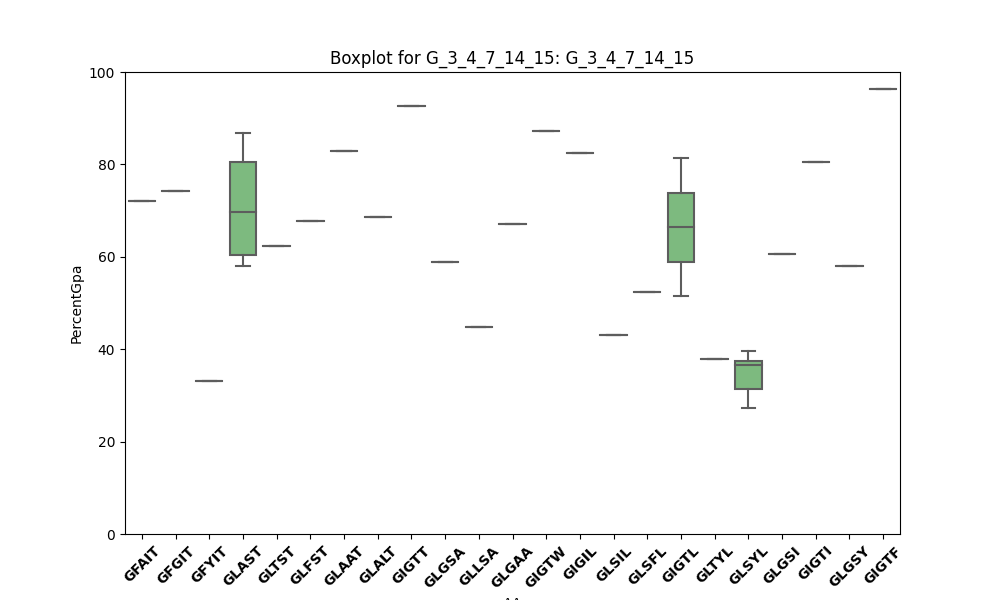 Boxplot for G_3_4_7_14_15: G_3_4_7_14_15
100
80
60
40
20
0
PercentGpa
GFAIT
GFGIT
GFYIT
GLAST
GLTST
GLFST
GLAAT
GLALT
GIGTT
GLGSA
GLLSA
GLGAA
GIGTW
GIGIL
GLSIL
GLSFL
GIGTL
GLTYL
GLSYL
GLGSI
GIGTI
GLGSY
GIGTF